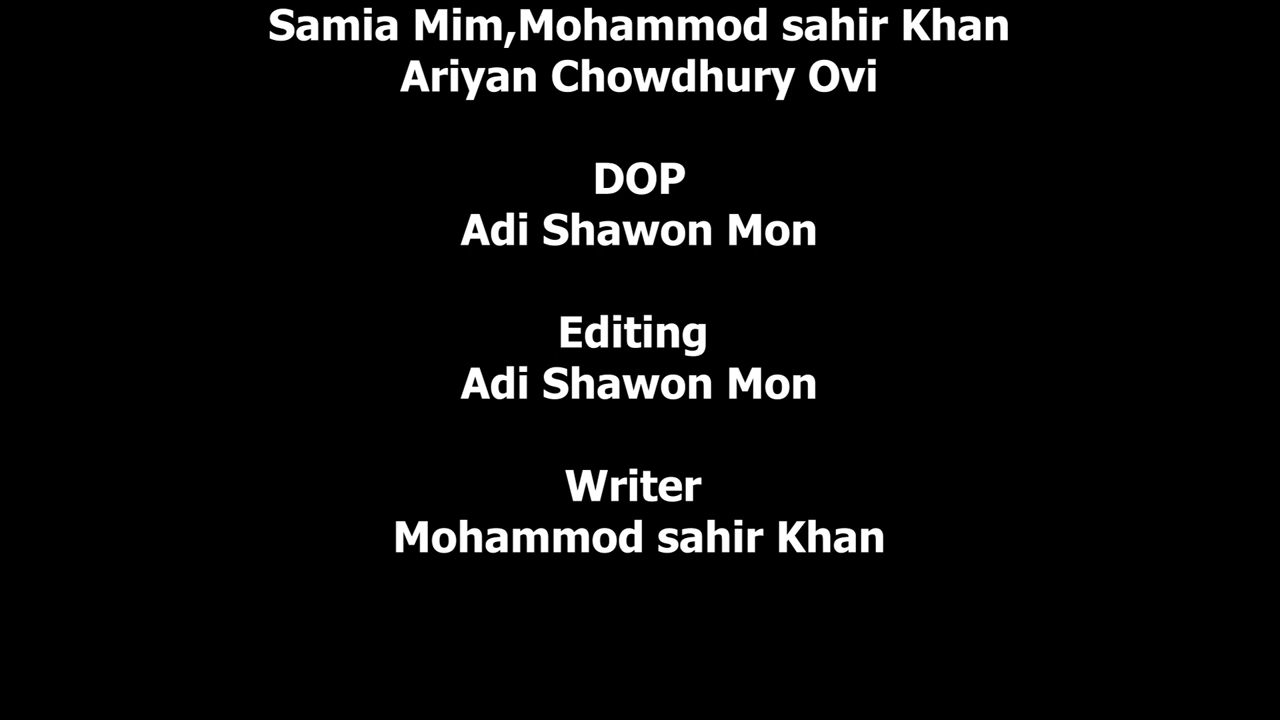 Samia Mim,Mohammod sahir Khan
Ariyan Chowdhury Ovi
DOP
Adi Shawon Mon
Editing
Adi Shawon Mon
Writer
Mohammod sahir Khan